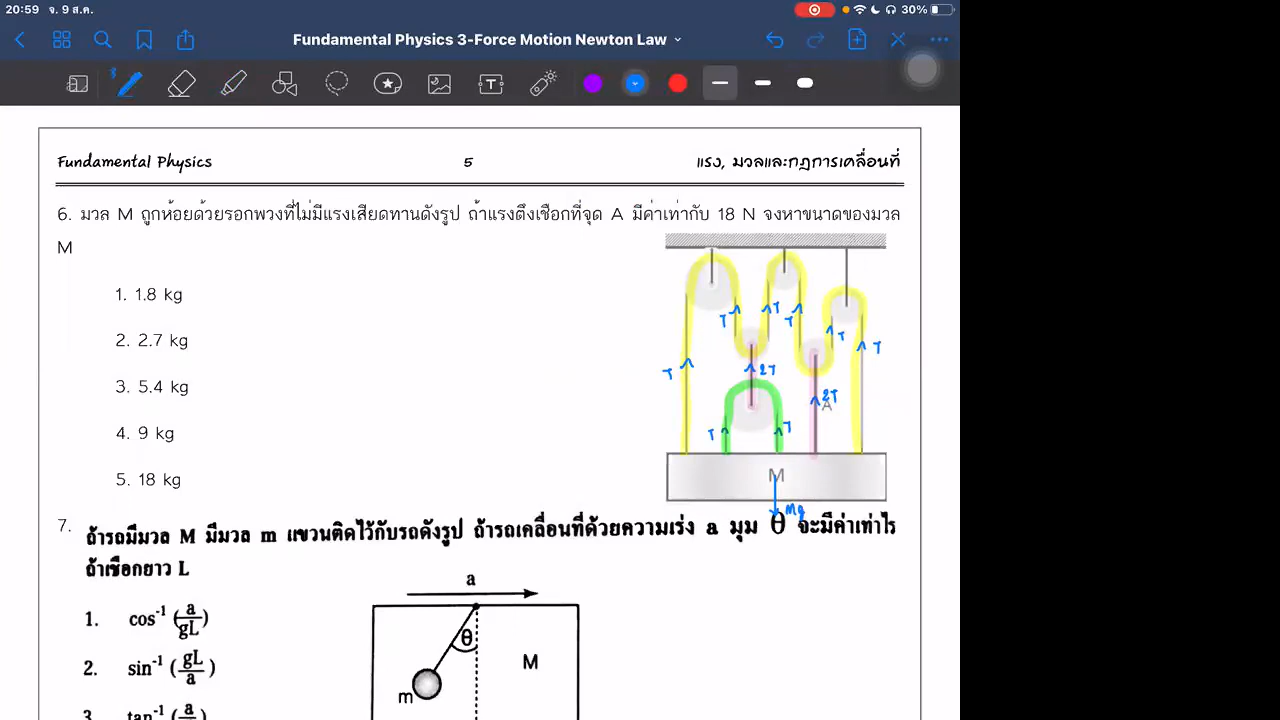 20:59 จ. 9 ส.ค. 30%
Fundamental Physics 3-Force Motion Newton Law
Fundamental Physics 5 แรง, มวลและกฎการเคลื่อนที่
6. มวล M ถูกห้อยด้วยรอกพวงที่ไม่มีแรงเสียดทานดังรูป ถ้าแรงตึงเชือกที่จุด A มีค่าเท่ากับ 18 N จงหาขนาดของมวล
M
1. 1.8 kg
2. 2.7 kg
3. 5.4 kg
4. 9 kg
5. 18 kg
T T T T T
T 2T 2T A
T T
M
Mg
7. ถ้ารถมีมวล M มีมวล m แขวนติดไว้กับรถดังรูป ถ้ารถเคลื่อนที่ด้วยความเร่ง a มุม θ จะมีค่าเท่าไร
ถ้าเชือกยาว L
a
1. cos⁻¹ (a/gL)
θ
M
2. sin⁻¹ (gL/a)
m
3. tan⁻¹ (a/